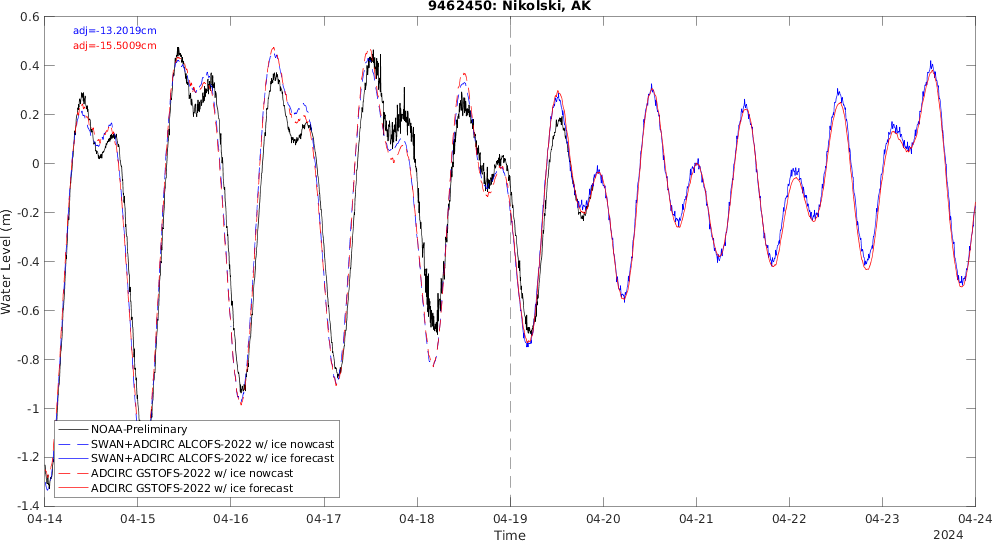 9462450: Nikolski, AK
adj=-13.2019cm
adj=-15.5009cm
Water Level (m)
0.6
0.4
0.2
0
-0.2
-0.4
-0.6
-0.8
-1
-1.2
-1.4
NOAA-Preliminary
SWAN+ADCIRC ALCOFS-2022 w/ ice nowcast
SWAN+ADCIRC ALCOFS-2022 w/ ice forecast
ADCIRC GSTOFS-2022 w/ ice nowcast
ADCIRC GSTOFS-2022 w/ ice forecast
04-14 04-15 04-16 04-17 04-18 04-19 04-20 04-21 04-22 04-23 04-24
Time
2024